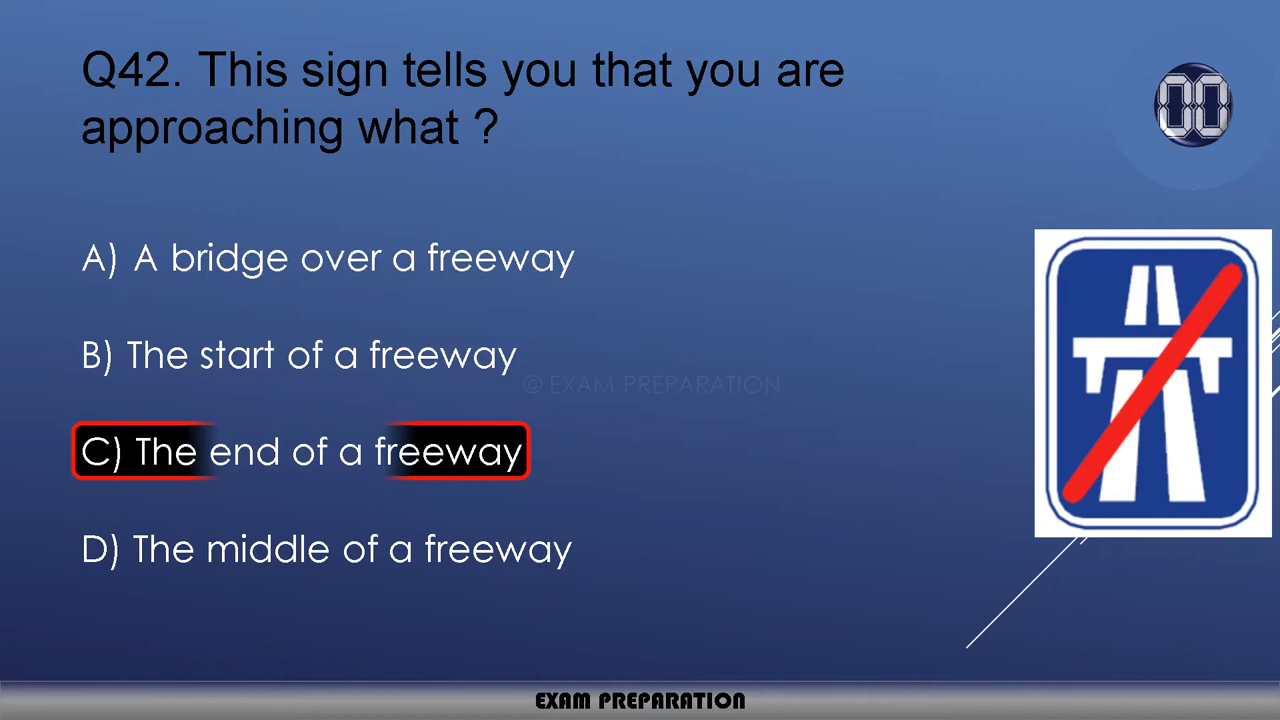 Q42. This sign tells you that you are
approaching what ?
00
A) A bridge over a freeway
B) The start of a freeway
© EXAM PREPARATION
C) The end of a freeway
D) The middle of a freeway
EXAM PREPARATION